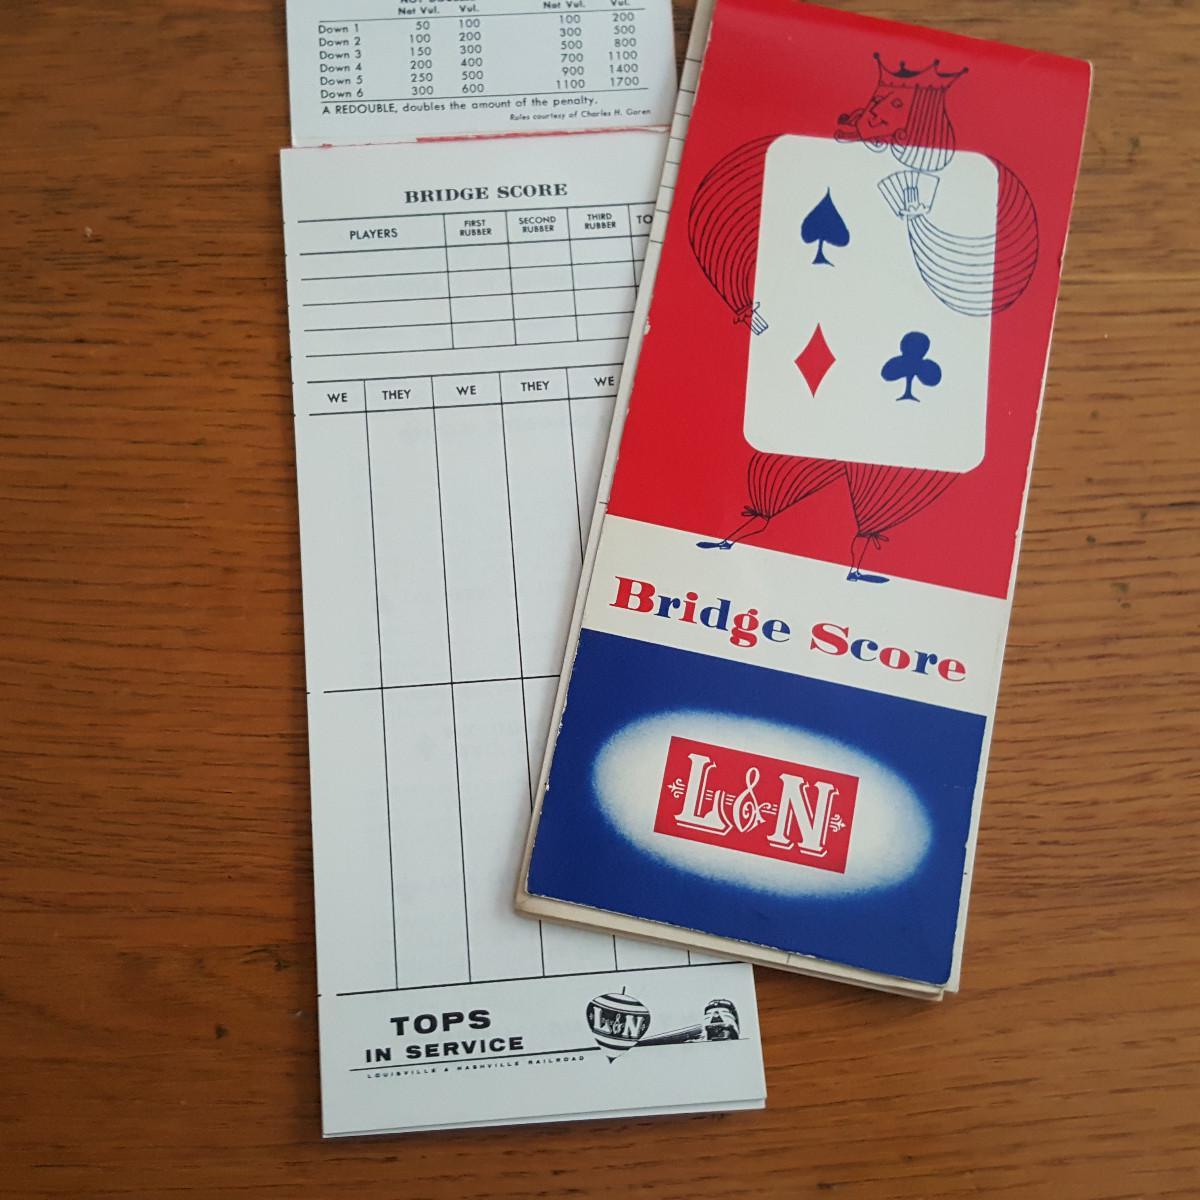 Not Vul. Vul. Not Vul. Vul.
Down 1 50 100 100 200
Down 2 100 200 300 500
Down 3 150 300 500 800
Down 4 200 400 700 1100
Down 5 250 500 900 1400
Down 6 300 600 1100 1700
A REDOUBLE, doubles the amount of the penalty.
Rules courtesy of Charles H. Goren
BRIDGE SCORE
PLAYERS FIRST RUBBER SECOND RUBBER THIRD RUBBER TO
WE THEY WE THEY WE
TOPS
IN SERVICE
LOUISVILLE & NASHVILLE RAILROAD
L&N
Bridge Score
L&N